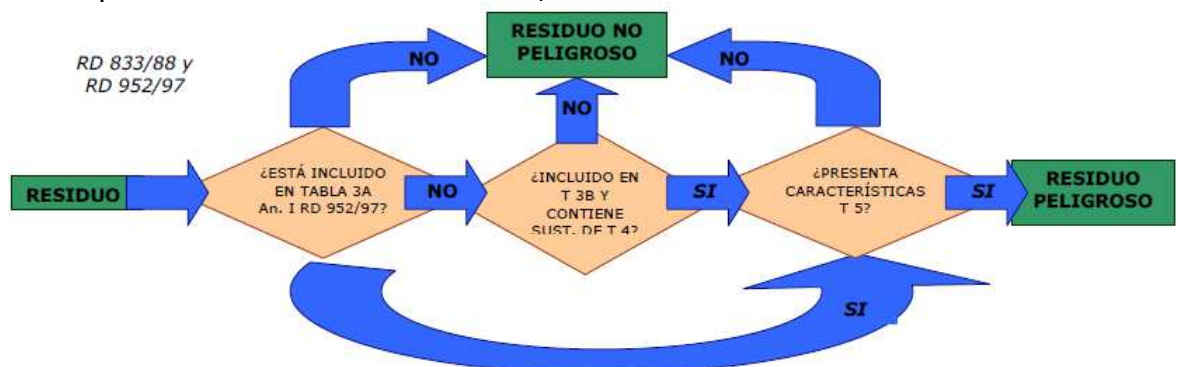 RD 833/88 y
RD 952/97
RESIDUO NO
PELIGROSO
NO
NO
NO
RESIDUO
¿ESTÁ INCLUIDO
EN TABLA 3A
An. I RD 952/97?
NO
¿INCLUIDO EN
T 3B Y
CONTIENE
SUST. DE T 4?
SI
¿PRESENTA
CARACTERÍSTICAS
T 5?
SI
RESIDUO
PELIGROSO
SI